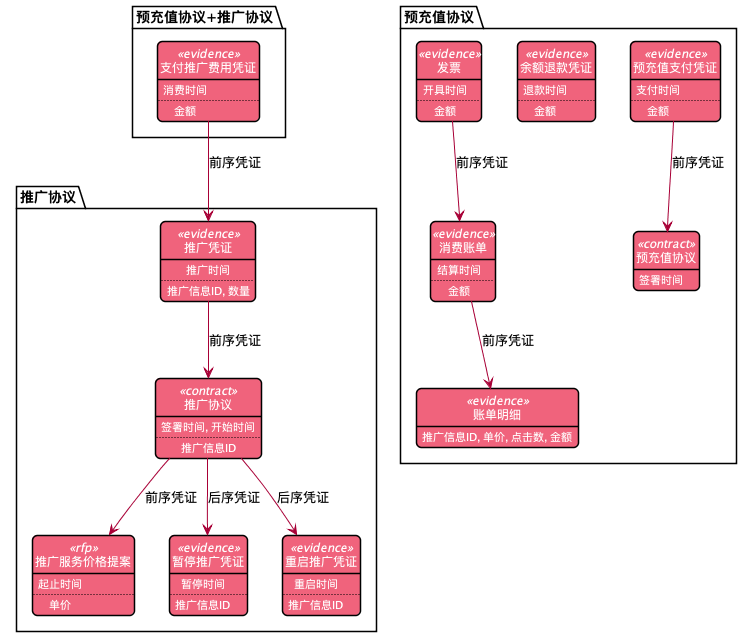 预充值协议+推广协议
«evidence»
支付推广费用凭证
消费时间
金额
前序凭证
推广协议
«evidence»
推广凭证
推广时间
推广信息ID, 数量
前序凭证
«contract»
推广协议
签署时间, 开始时间
推广信息ID
前序凭证
后序凭证
后序凭证
«rfp»
推广服务价格提案
起止时间
单价
«evidence»
暂停推广凭证
暂停时间
推广信息ID
«evidence»
重启推广凭证
重启时间
推广信息ID
预充值协议
«evidence»
发票
开具时间
金额
«evidence»
余额退款凭证
退款时间
金额
«evidence»
预充值支付凭证
支付时间
金额
前序凭证
前序凭证
«evidence»
消费账单
结算时间
金额
«contract»
预充值协议
签署时间
前序凭证
«evidence»
账单明细
推广信息ID, 单价, 点击数, 金额